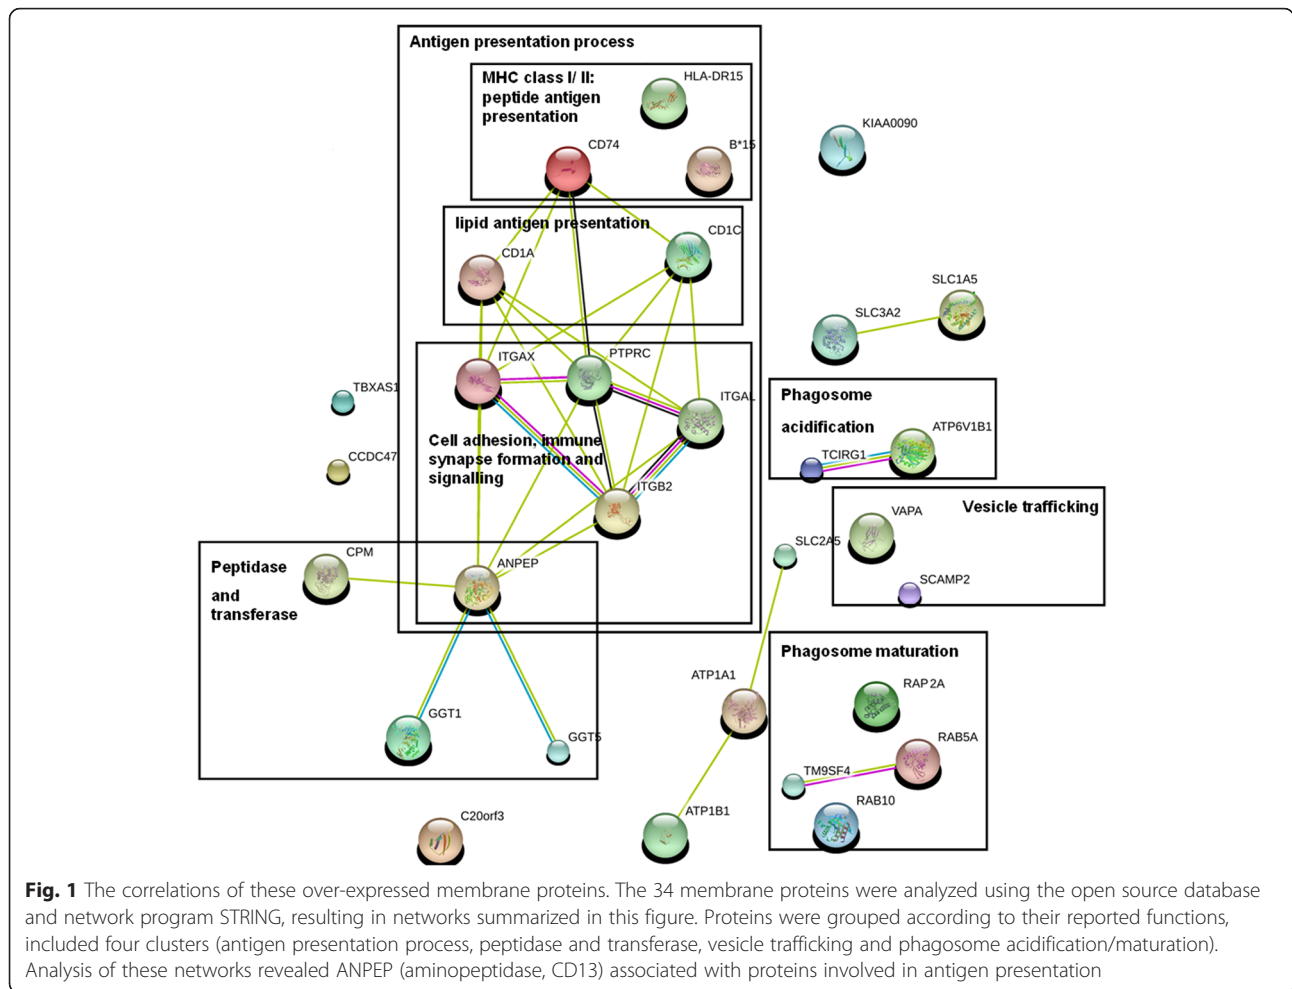 Antigen presentation process
MHC class I/ II:
peptide antigen
presentation
HLA-DR15
CD74
B*15
KIAA0090
lipid antigen presentation
CD1A
CD1C
SLC1A5
SLC3A2
ITGAX
PTPRC
ITGAL
TBXAS1
CCDC47
Cell adhesion, immune
synapse formation and
signalling
ITGB2
Phagosome
acidification
ATP6V1B1
TCIRG1
Vesicle trafficking
VAPA
SCAMP2
SLC2A5
Peptidase
and
transferase
CPM
ANPEP
GGT1
GGT5
ATP1A1
ATP1B1
Phagosome maturation
RAP2A
RAB5A
TM9SF4
RAB10
C20orf3
Fig. 1 The correlations of these over-expressed membrane proteins. The 34 membrane proteins were analyzed using the open source database
and network program STRING, resulting in networks summarized in this figure. Proteins were grouped according to their reported functions,
included four clusters (antigen presentation process, peptidase and transferase, vesicle trafficking and phagosome acidification/maturation).
Analysis of these networks revealed ANPEP (aminopeptidase, CD13) associated with proteins involved in antigen presentation